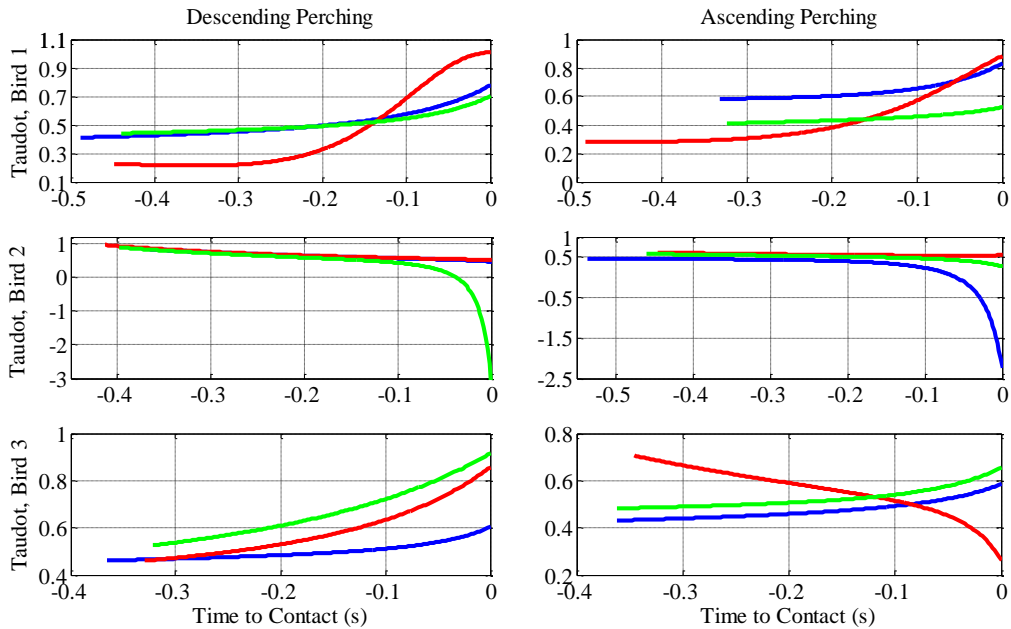 Descending Perching
Ascending Perching
Taudot, Bird 1
1.1
0.9
0.7
0.5
0.3
0.1
-0.5 -0.4 -0.3 -0.2 -0.1 0
1
0.8
0.6
0.4
0.2
0
-0.5 -0.4 -0.3 -0.2 -0.1 0
Taudot, Bird 2
1
0
-1
-2
-3
-0.4 -0.3 -0.2 -0.1 0
1
0.5
-0.5
-1.5
-2.5
-0.5 -0.4 -0.3 -0.2 -0.1 0
Taudot, Bird 3
1
0.8
0.6
0.4
-0.4 -0.3 -0.2 -0.1 0
Time to Contact (s)
0.8
0.6
0.4
0.2
-0.4 -0.3 -0.2 -0.1 0
Time to Contact (s)